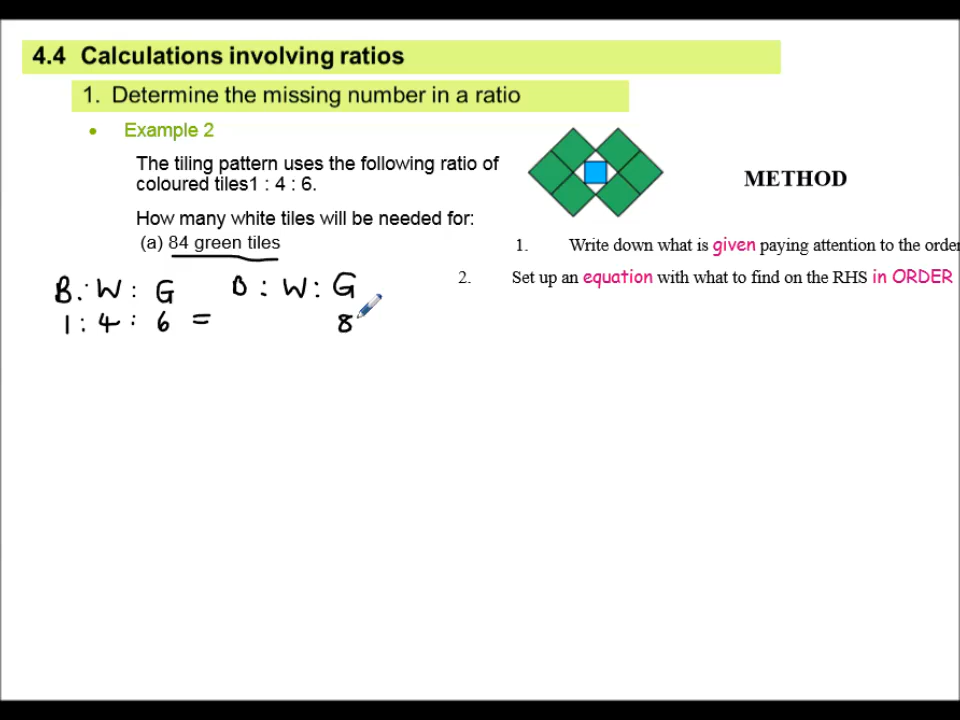 4.4 Calculations involving ratios
1. Determine the missing number in a ratio
• Example 2
The tiling pattern uses the following ratio of
coloured tiles1 : 4 : 6.
How many white tiles will be needed for:
(a) 84 green tiles
METHOD
1. Write down what is given paying attention to the order
2. Set up an equation with what to find on the RHS in ORDER
B : W : G B : W : G
1 : 4 : 6 = 8